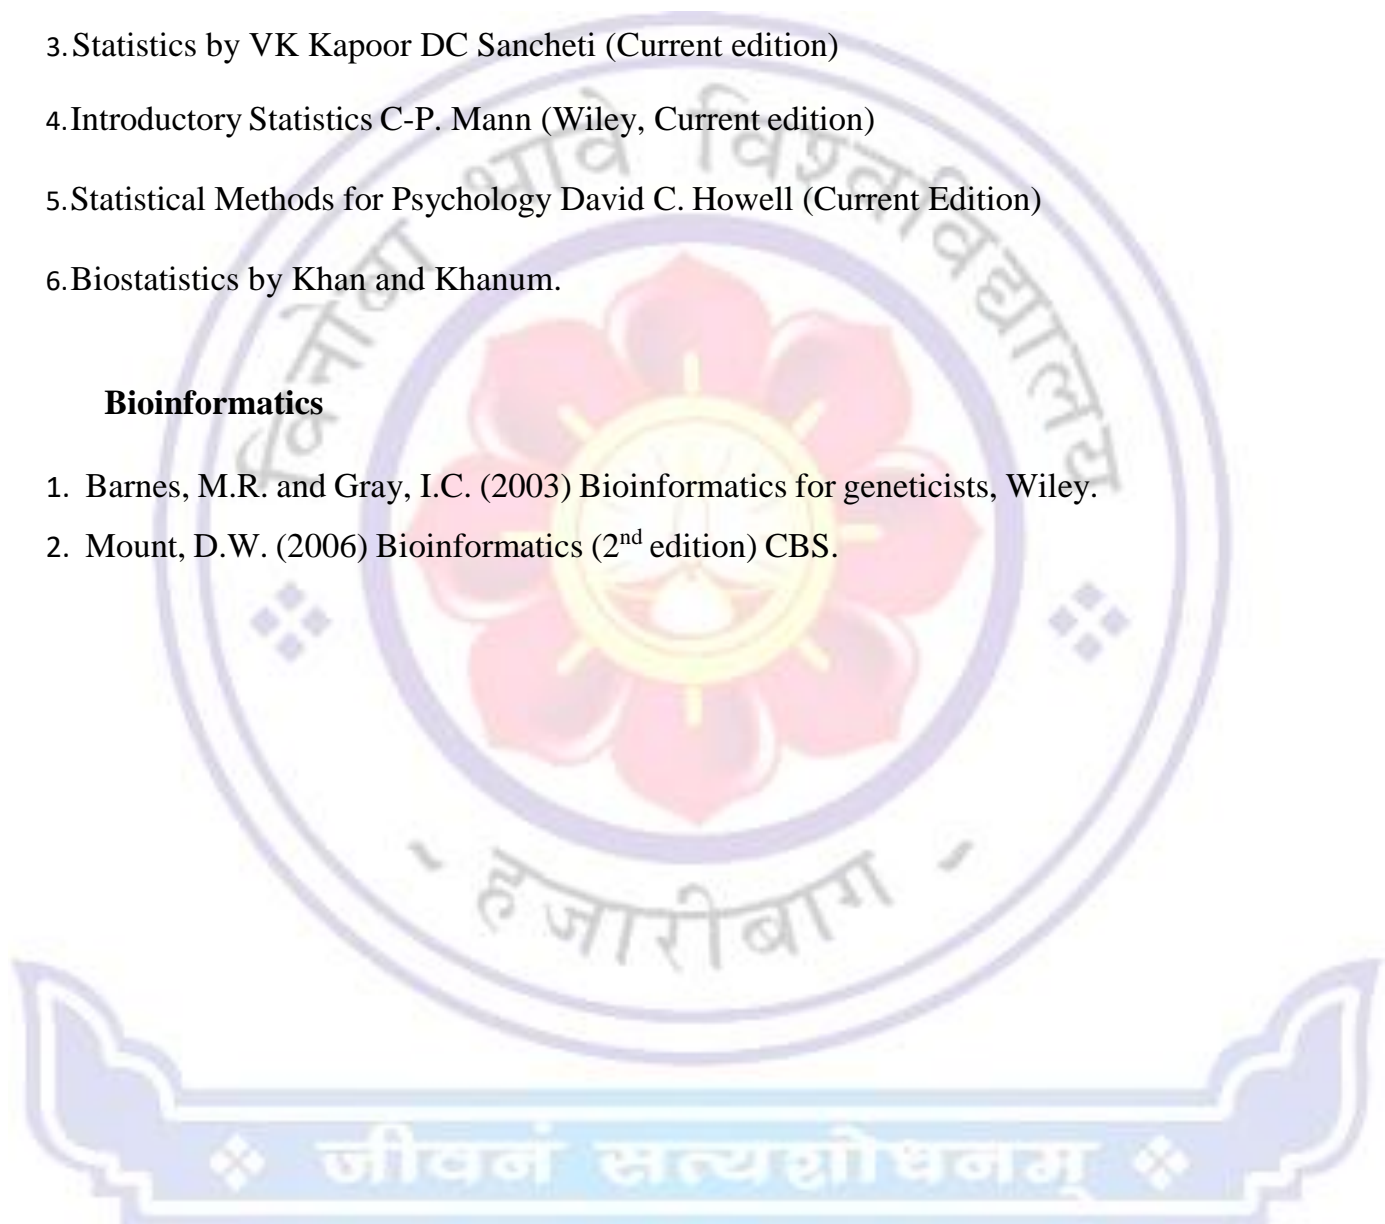 3. Statistics by VK Kapoor DC Sancheti (Current edition)
4. Introductory Statistics C-P. Mann (Wiley, Current edition)
5. Statistical Methods for Psychology David C. Howell (Current Edition)
6. Biostatistics by Khan and Khanum.
Bioinformatics
1. Barnes, M.R. and Gray, I.C. (2003) Bioinformatics for geneticists, Wiley.
2. Mount, D.W. (2006) Bioinformatics (2nd edition) CBS.
विनोबा भावे विश्वविद्यालय
- हजारीबाग -
जीवनं सत्यशोधनम्